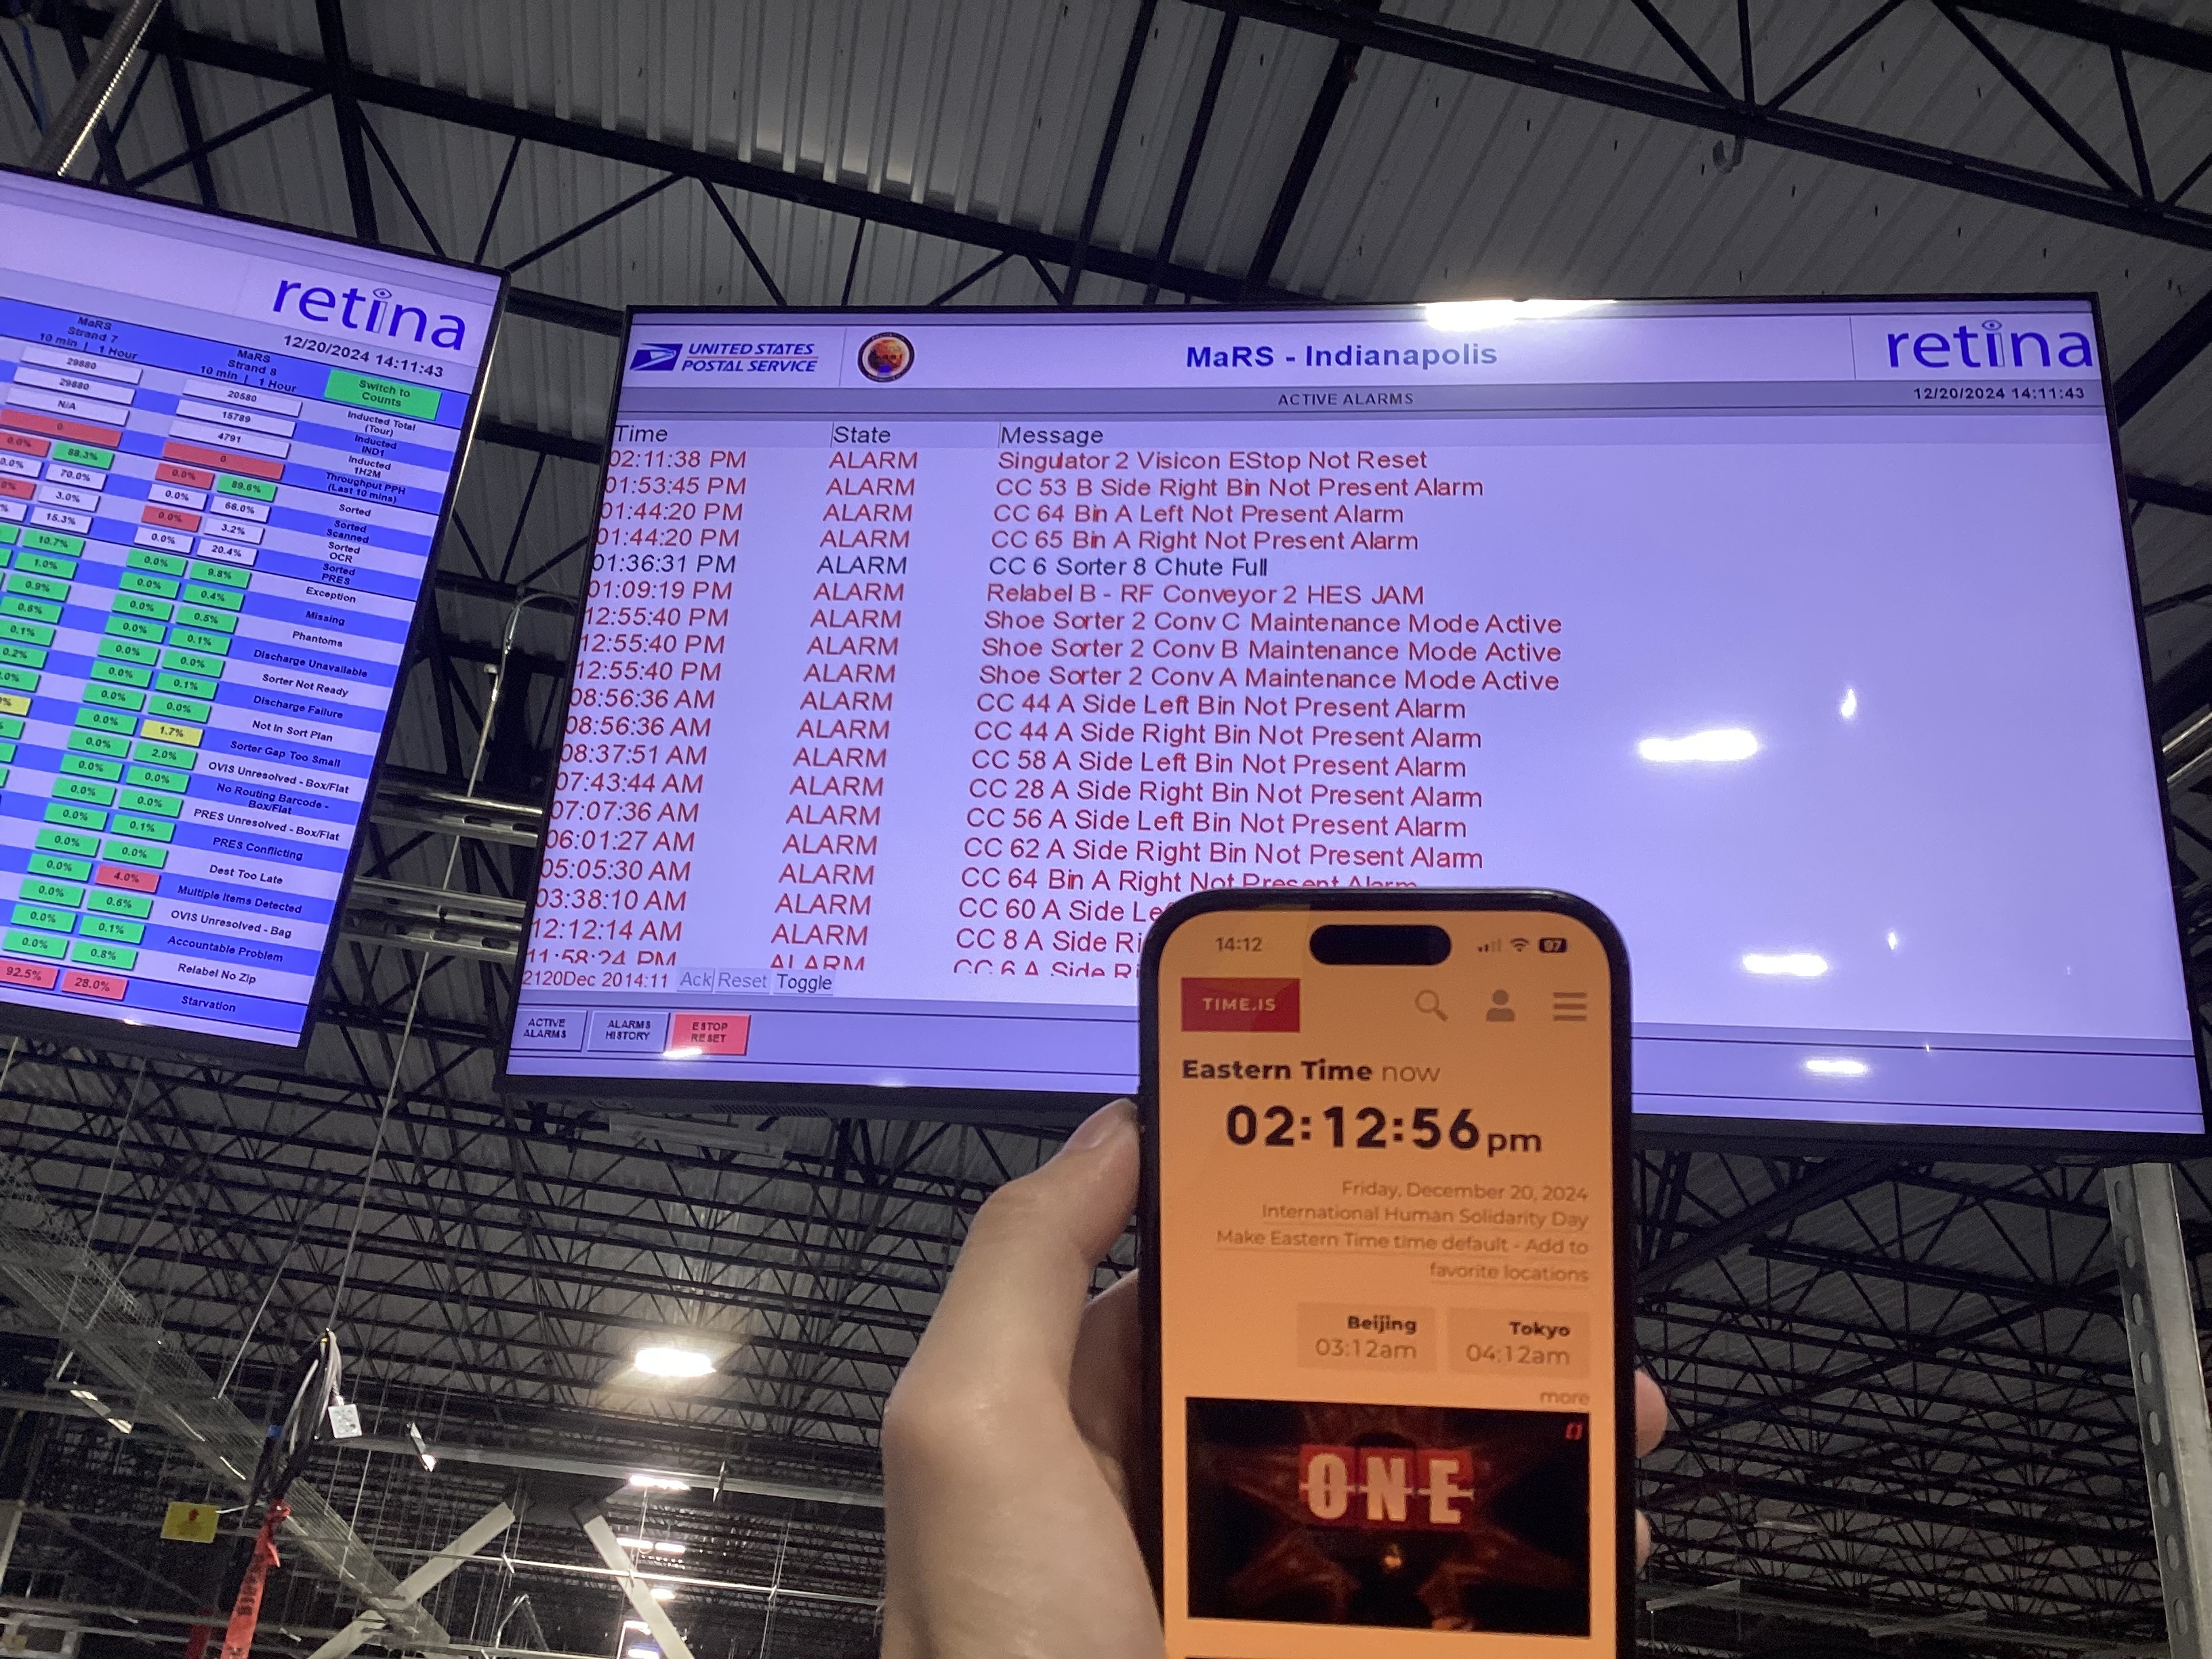 retina
12/20/2024 14:11:43
MaRS
Strand 7
10 min | 1 Hour
MaRS
Strand 8
10 min | 1 Hour
Switch to
Counts
29880
20580
Inducted Total
(Tour)
29880
15789
Inducted
IND1
N/A
4791
Inducted
1H2M
0
0
Throughput PPH
(Last 10 mins)
0.0% 88.3%
0.0% 89.6%
Sorted
0.0% 70.0%
0.0% 66.0%
Sorted
Scanned
3.0%
0.0% 3.2%
Sorted
OCR
15.3%
0.0% 20.4%
Sorted
PRES
10.7%
0.0% 9.8%
Exception
1.0%
0.0% 0.4%
Missing
0.9%
0.0% 0.5%
Phantoms
0.6%
0.0% 0.1%
Discharge Unavailable
0.1%
0.0% 0.0%
Sorter Not Ready
0.2%
0.0% 0.1%
Discharge Failure
0.0% 0.0%
Not In Sort Plan
0.0% 1.7%
Sorter Gap Too Small
0.0% 2.0%
OVIS Unresolved - Box/Flat
0.0% 0.0%
No Routing Barcode -
Box/Flat
0.0% 0.0%
PRES Unresolved - Box/Flat
0.0% 0.1%
PRES Conflicting
0.0% 0.0%
Dest Too Late
0.0% 4.0%
Multiple Items Detected
0.0% 0.6%
OVIS Unresolved - Bag
0.0% 0.1%
Accountable Problem
0.0% 0.8%
Relabel No Zip
92.5% 28.0%
Starvation
UNITED STATES
POSTAL SERVICE
MaRS - Indianapolis
retina
ACTIVE ALARMS
12/20/2024 14:11:43
Time State Message
02:11:38 PM ALARM Singulator 2 Visicon EStop Not Reset
01:53:45 PM ALARM CC 53 B Side Right Bin Not Present Alarm
01:44:20 PM ALARM CC 64 Bin A Left Not Present Alarm
01:44:20 PM ALARM CC 65 Bin A Right Not Present Alarm
01:36:31 PM ALARM CC 6 Sorter 8 Chute Full
01:09:19 PM ALARM Relabel B - RF Conveyor 2 HES JAM
12:55:40 PM ALARM Shoe Sorter 2 Conv C Maintenance Mode Active
12:55:40 PM ALARM Shoe Sorter 2 Conv B Maintenance Mode Active
12:55:40 PM ALARM Shoe Sorter 2 Conv A Maintenance Mode Active
08:56:36 AM ALARM CC 44 A Side Left Bin Not Present Alarm
08:56:36 AM ALARM CC 44 A Side Right Bin Not Present Alarm
08:37:51 AM ALARM CC 58 A Side Left Bin Not Present Alarm
07:43:44 AM ALARM CC 28 A Side Right Bin Not Present Alarm
07:07:36 AM ALARM CC 56 A Side Left Bin Not Present Alarm
06:01:27 AM ALARM CC 62 A Side Right Bin Not Present Alarm
05:05:30 AM ALARM CC 64 Bin A Right Not Present Alarm
03:38:10 AM ALARM CC 60 A Side Le
12:12:14 AM ALARM CC 8 A Side Ri
11:58:24 PM ALARM CC 6 A Side Ri
2120Dec 2014:11 Ack Reset Toggle
ACTIVE
ALARMS
ALARMS
HISTORY
ESTOP
RESET
14:12
97
TIME.IS
Eastern Time now
02:12:56 pm
Friday, December 20, 2024
International Human Solidarity Day
Make Eastern Time time default - Add to
favorite locations
Beijing
03:12am
Tokyo
04:12am
more
ONE